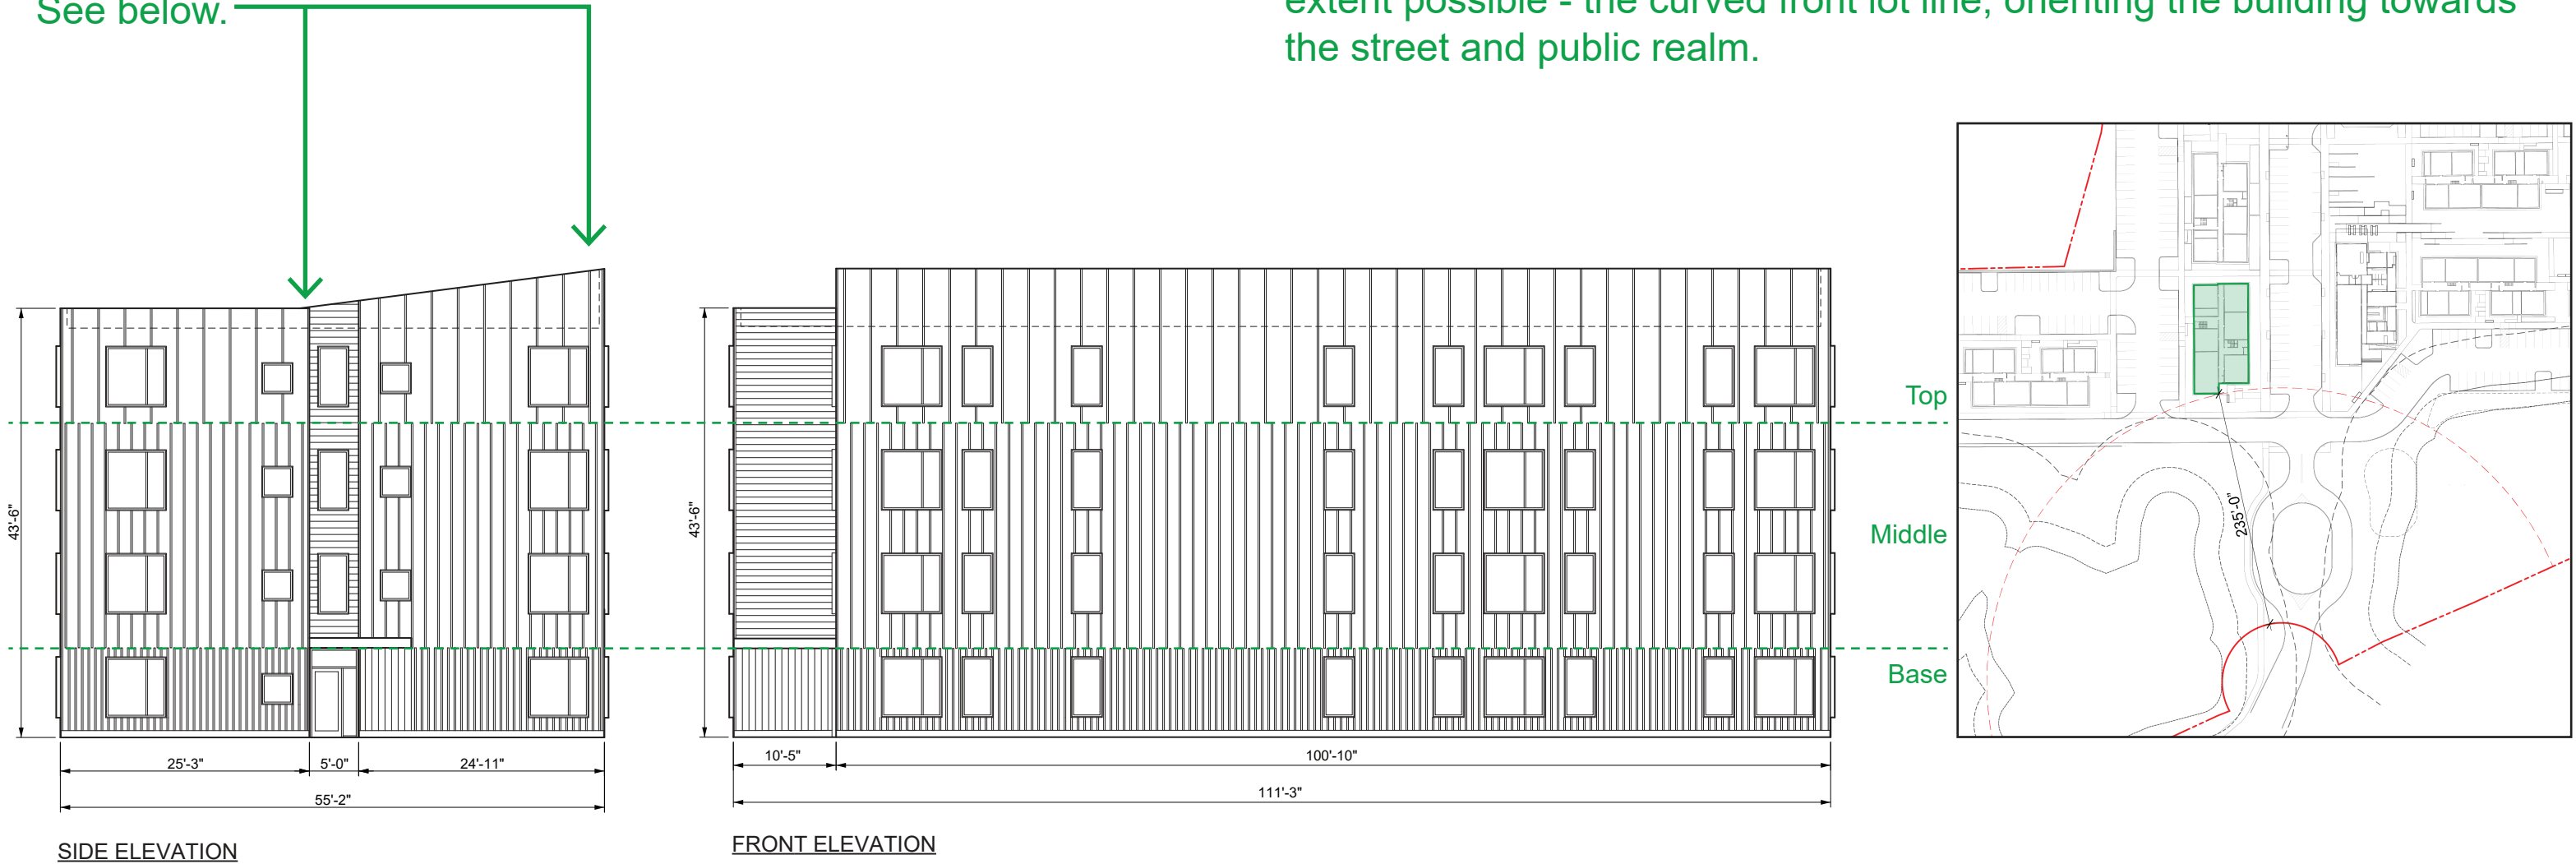 See below.
extent possible - the curved front lot line, orienting the building towards
the street and public realm.
Top
Middle
Base
43'-6"
25'-3"
5'-0"
24'-11"
55'-2"
SIDE ELEVATION
43'-6"
10'-5"
100'-10"
111'-3"
FRONT ELEVATION
235'-0"